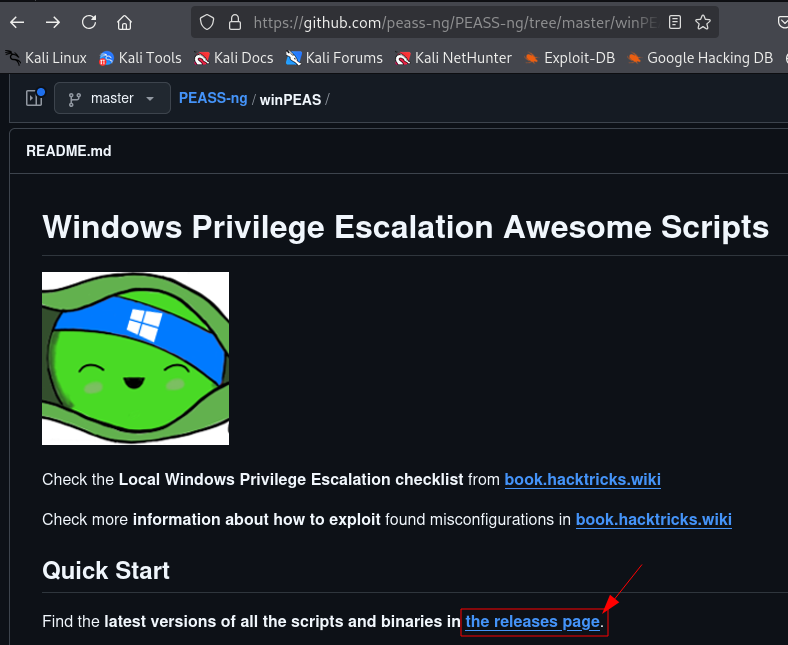 https://github.com/peass-ng/PEASS-ng/tree/master/winPE
Kali Linux Kali Tools Kali Docs Kali Forums Kali NetHunter Exploit-DB Google Hacking DB
master PEASS-ng / winPEAS /
README.md
Windows Privilege Escalation Awesome Scripts
Check the Local Windows Privilege Escalation checklist from book.hacktricks.wiki
Check more information about how to exploit found misconfigurations in book.hacktricks.wiki
Quick Start
Find the latest versions of all the scripts and binaries in the releases page.